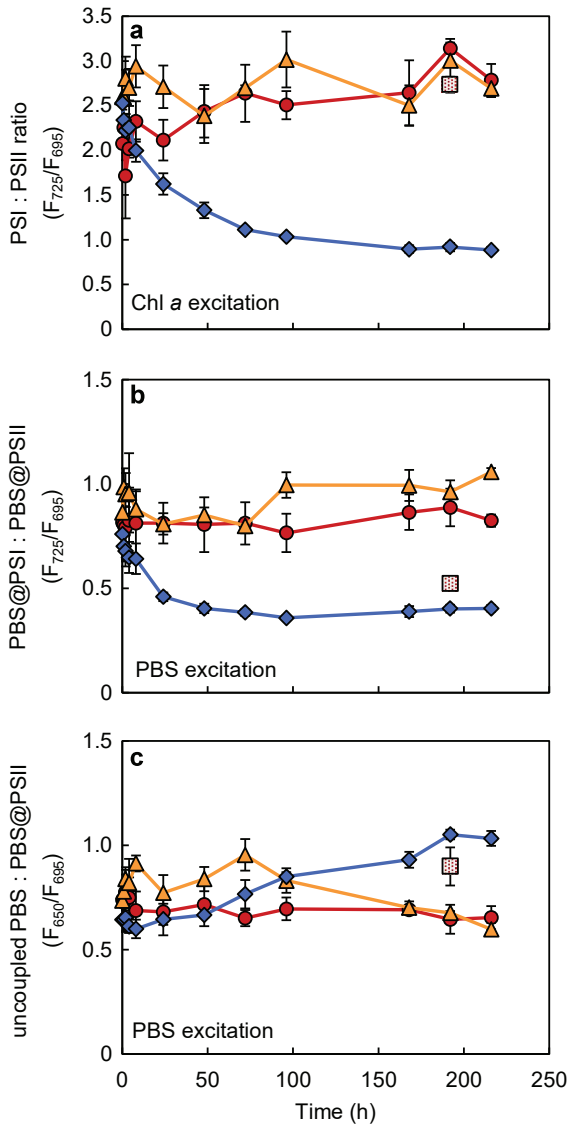 a
3.5
3.0
2.5
2.0
1.5
1.0
0.5
0
PSI : PSII ratio
(F725/F695)
Chl a excitation
b
1.5
1.0
0.5
0
PBS@PSI : PBS@PSII
(F725/F695)
PBS excitation
c
1.5
1.0
0.5
0
uncoupled PBS : PBS@PSII
(F650/F695)
PBS excitation
0 50 100 150 200 250
Time (h)